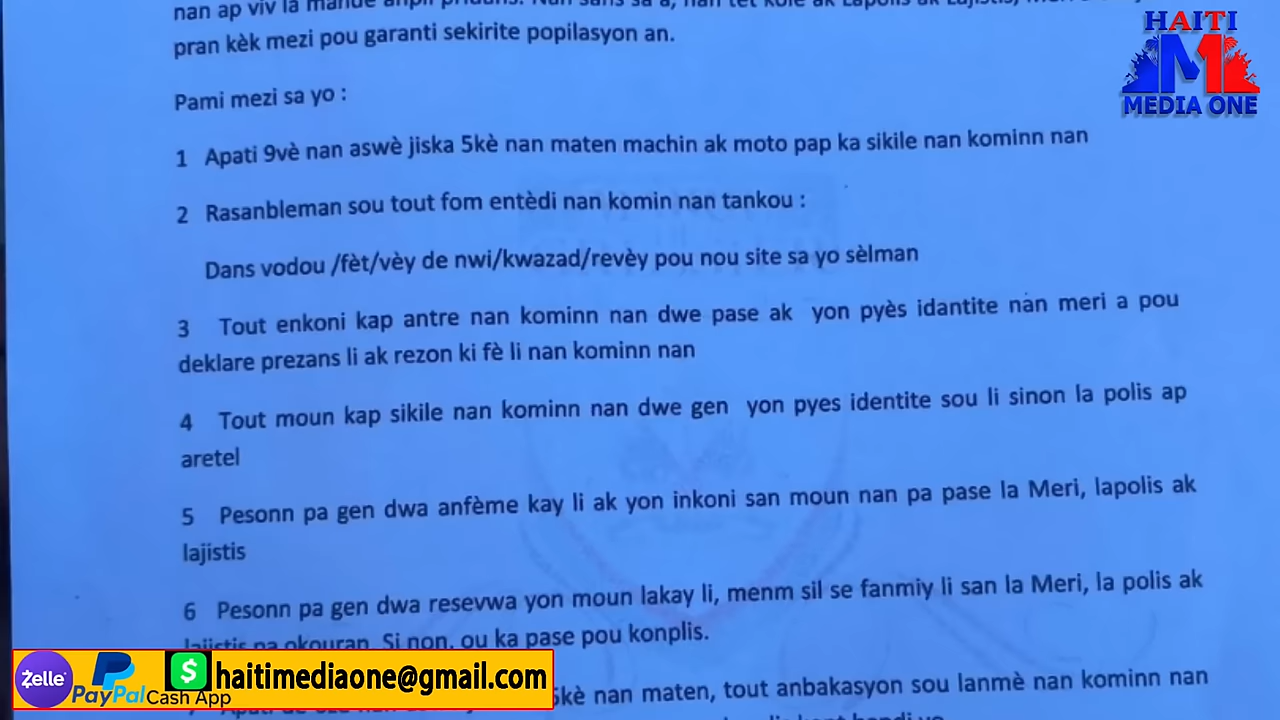 nan ap viv la mande anpil pridans. Nan sans sa a, nan tèt kole ak Lapolis ak Lajistis,
pran kèk mezi pou garanti sekirite popilasyon an.
Pami mezi sa yo :
1 Apati 9vè nan aswè jiska 5kè nan maten machin ak moto pap ka sikile nan kominn nan
2 Rasanbleman sou tout fom entèdi nan komin nan tankou :
Dans vodou /fèt/vèy de nwi/kwazad/revèy pou nou site sa yo sèlman
3 Tout enkoni kap antre nan kominn nan dwe pase ak yon pyès idantite nan meri a pou
deklare prezans li ak rezon ki fè li nan kominn nan
4 Tout moun kap sikile nan kominn nan dwe gen yon pyes identite sou li sinon la polis ap
aretel
5 Pesonn pa gen dwa anfème kay li ak yon inkoni san moun nan pa pase la Meri, lapolis ak
lajistis
6 Pesonn pa gen dwa resevwa yon moun lakay li, menm sil se fanmiy li san la Meri, la polis ak
lajistis pa okouran. Si non, ou ka pase pou konplis.
5kè nan maten, tout anbakasyon sou lanmè nan kominn nan
HAITI
M
MEDIA ONE
Zelle
PayPal
$
Cash App
haitimediaone@gmail.com